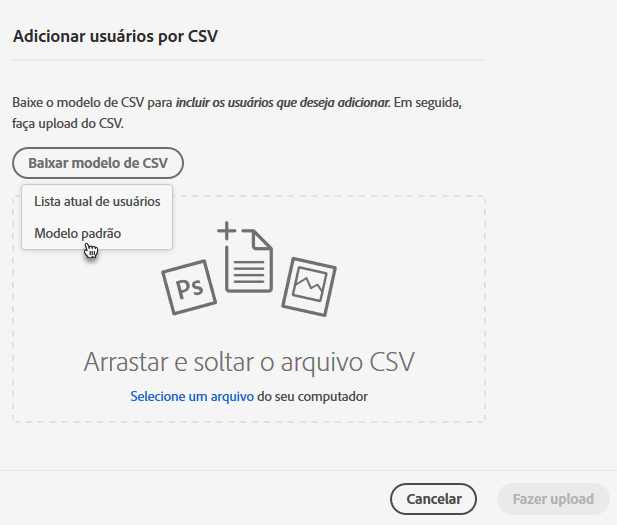 Adicionar usuários por CSV
Baixe o modelo de CSV para incluir os usuários que deseja adicionar. Em seguida,
faça upload do CSV.
Baixar modelo de CSV
Lista atual de usuários
Modelo padrão
Ps
Arrastar e soltar o arquivo CSV
Selecione um arquivo do seu computador
Cancelar
Fazer upload